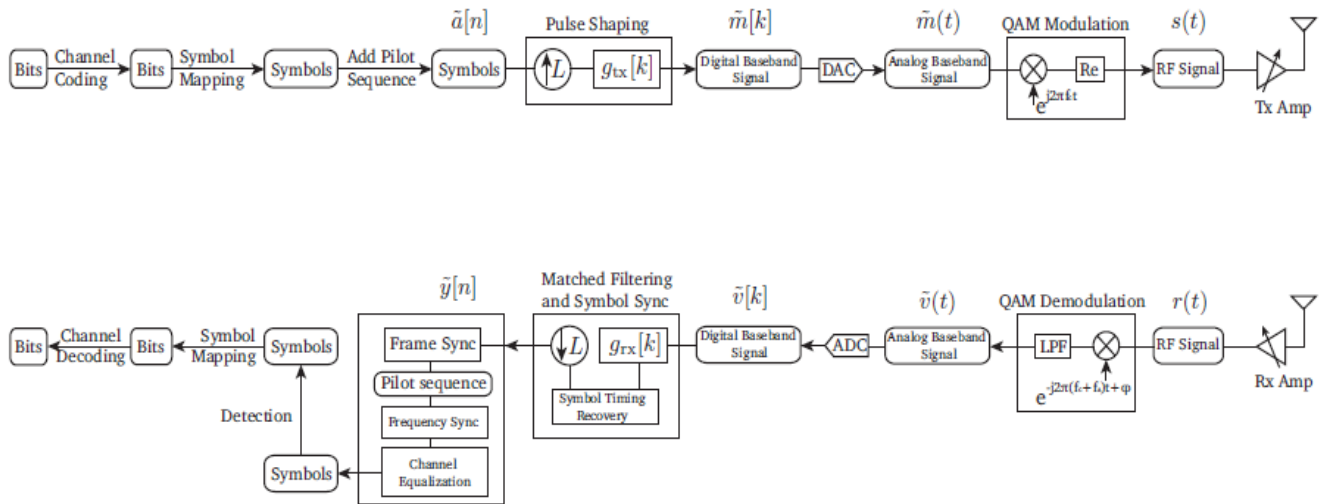 ã[n]
Pulse Shaping
m̃[k]
m̃(t)
QAM Modulation
s(t)
Bits
Channel
Coding
Bits
Symbol
Mapping
Symbols
Add Pilot
Sequence
Symbols
L
g_tx[k]
Digital Baseband
Signal
DAC
Analog Baseband
Signal
Re
e^j2πf_c t
RF Signal
Tx Amp
ỹ[n]
Matched Filtering
and Symbol Sync
ṽ[k]
ṽ(t)
QAM Demodulation
r(t)
Bits
Channel
Decoding
Bits
Symbol
Mapping
Symbols
Frame Sync
Pilot sequence
Frequency Sync
Channel
Equalization
Detection
Symbols
L
g_rx[k]
Symbol Timing
Recovery
Digital Baseband
Signal
ADC
Analog Baseband
Signal
LPF
e^-j2π(f_c+f_o)t+φ
RF Signal
Rx Amp